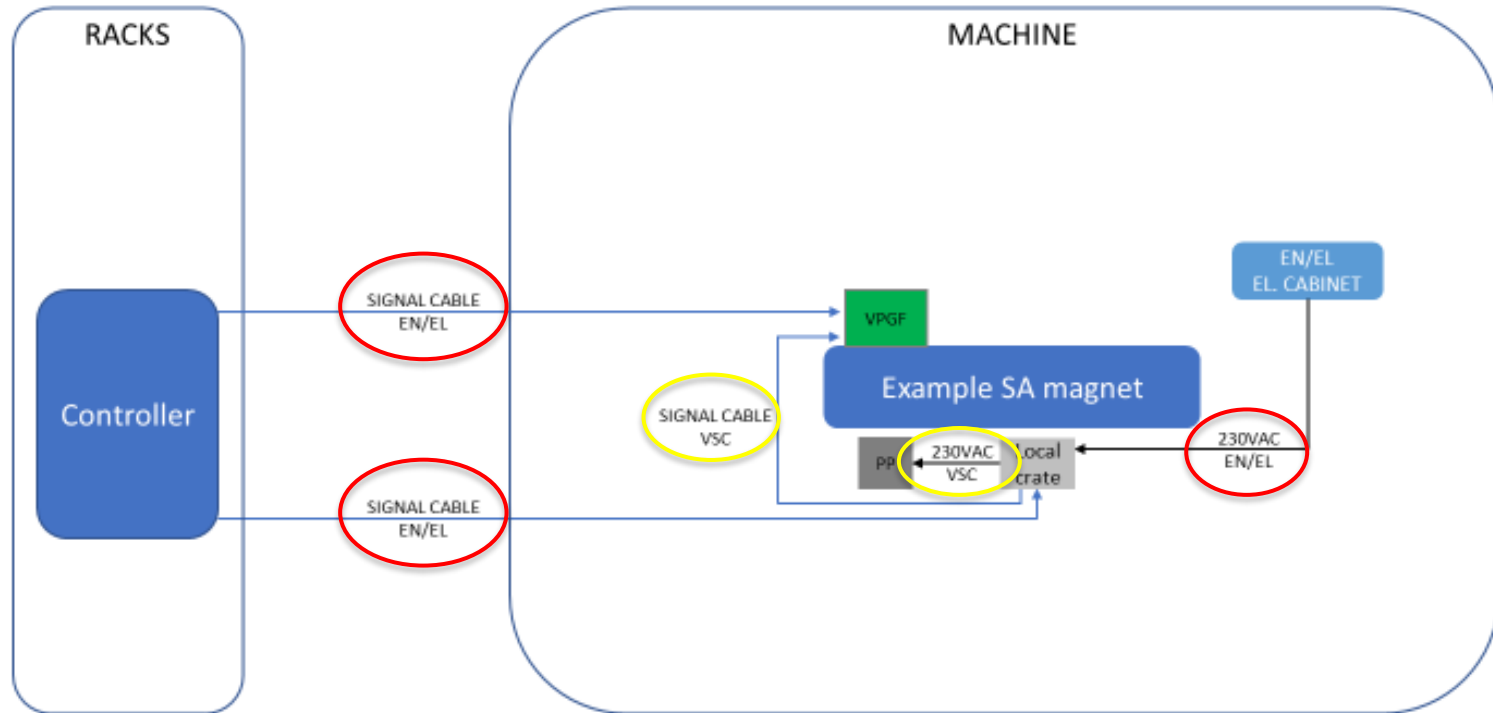 RACKS
MACHINE
EN/EL
EL. CABINET
SIGNAL CABLE
EN/EL
VPGF
Example SA magnet
Controller
SIGNAL CABLE
VSC
230VAC
VSC
PP
Local
crate
230VAC
EN/EL
SIGNAL CABLE
EN/EL